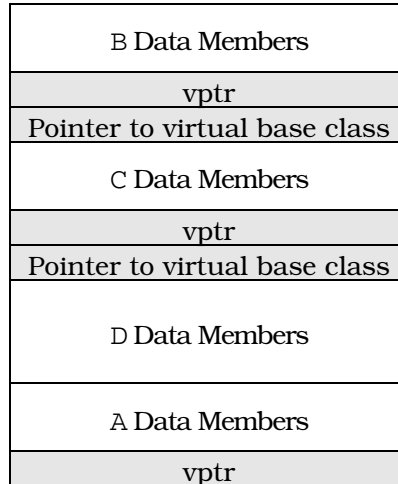 B Data Members
vptr
Pointer to virtual base class
C Data Members
vptr
Pointer to virtual base class
D Data Members
A Data Members
vptr